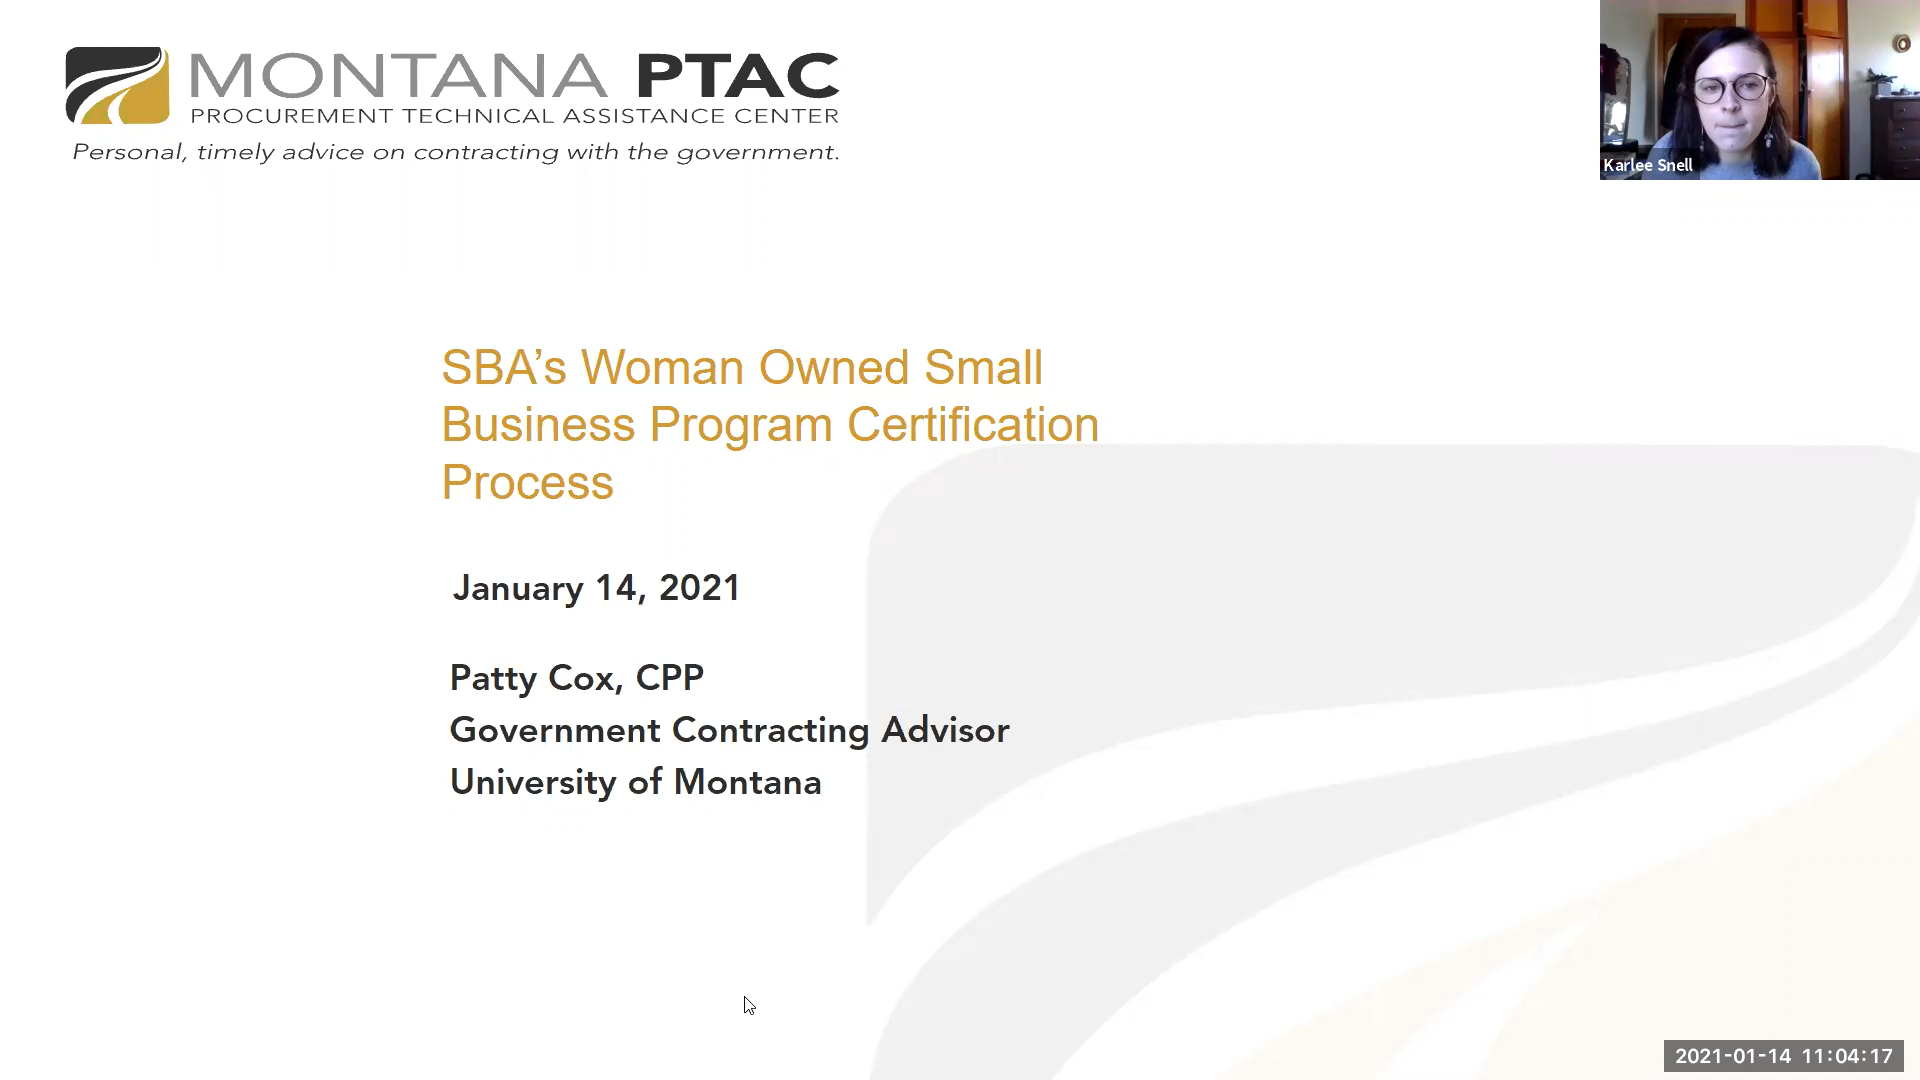 MONTANA PTAC
PROCUREMENT TECHNICAL ASSISTANCE CENTER
Personal, timely advice on contracting with the government.
Karlee Snell
SBA’s Woman Owned Small
Business Program Certification
Process
January 14, 2021
Patty Cox, CPP
Government Contracting Advisor
University of Montana
2021-01-14 11:04:17